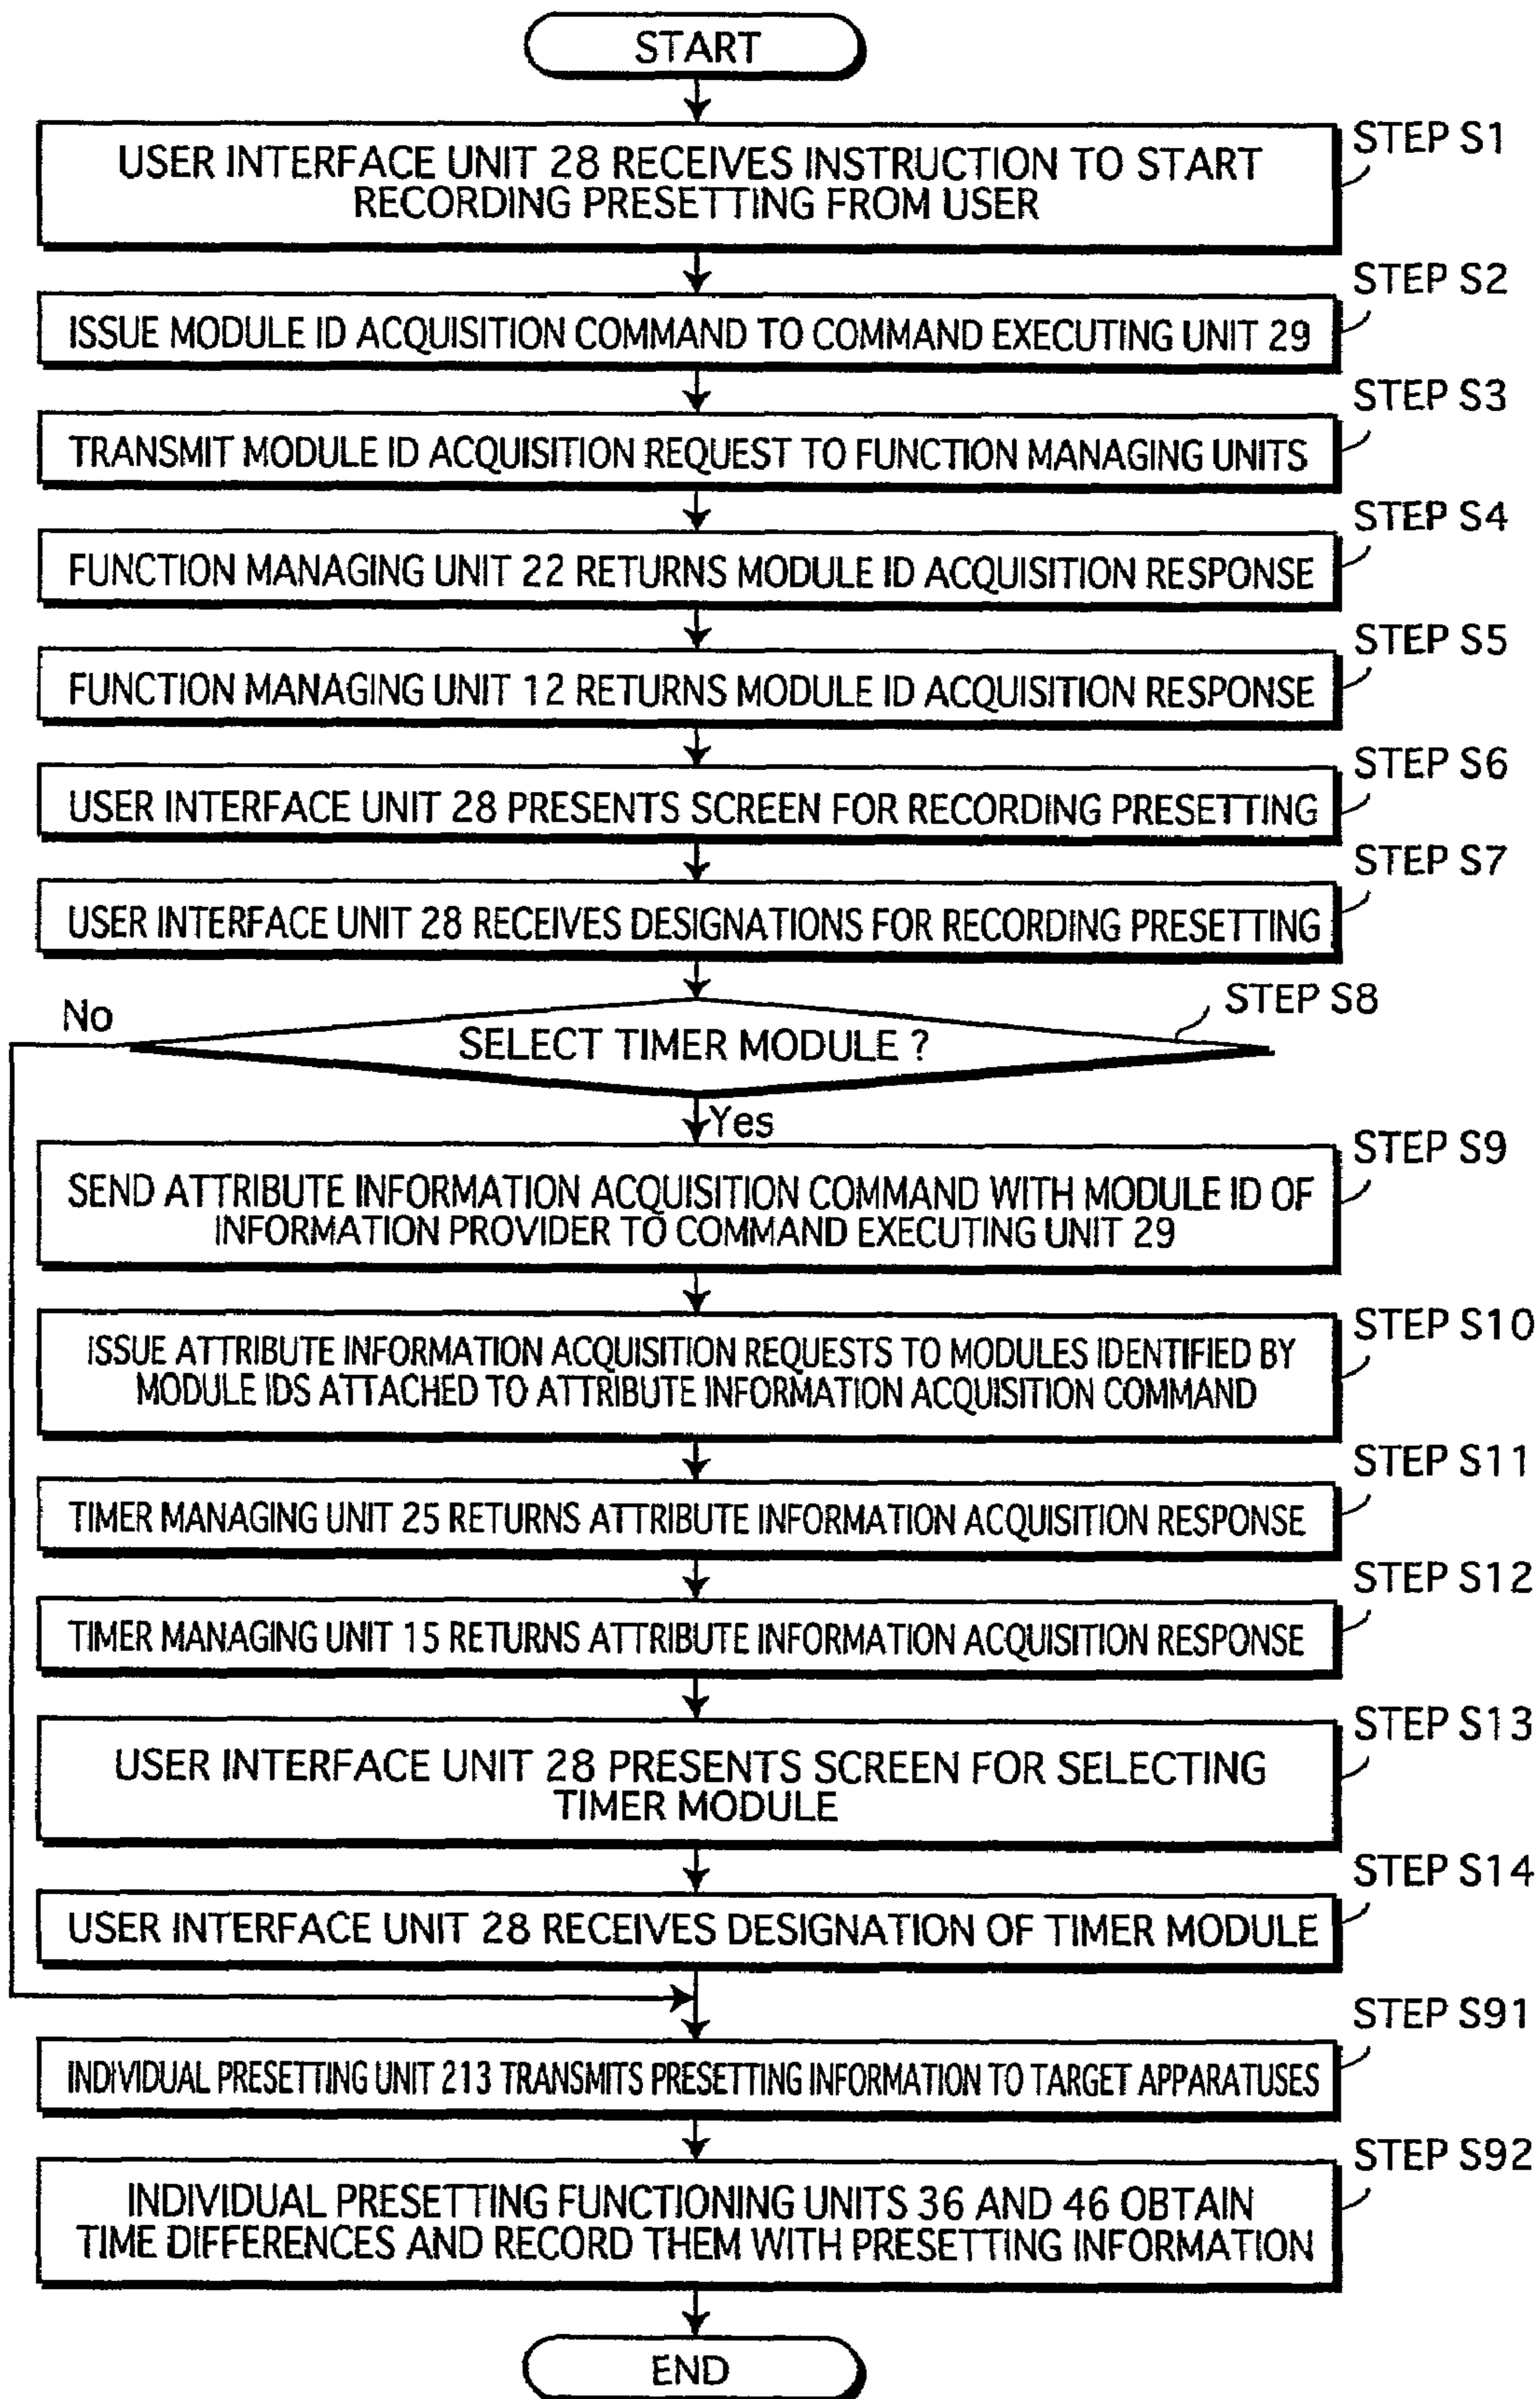 START
STEP S1
USER INTERFACE UNIT 28 RECEIVES INSTRUCTION TO START
RECORDING PRESETTING FROM USER
STEP S2
ISSUE MODULE ID ACQUISITION COMMAND TO COMMAND EXECUTING UNIT 29
STEP S3
TRANSMIT MODULE ID ACQUISITION REQUEST TO FUNCTION MANAGING UNITS
STEP S4
FUNCTION MANAGING UNIT 22 RETURNS MODULE ID ACQUISITION RESPONSE
STEP S5
FUNCTION MANAGING UNIT 12 RETURNS MODULE ID ACQUISITION RESPONSE
STEP S6
USER INTERFACE UNIT 28 PRESENTS SCREEN FOR RECORDING PRESETTING
STEP S7
USER INTERFACE UNIT 28 RECEIVES DESIGNATIONS FOR RECORDING PRESETTING
STEP S8
No
SELECT TIMER MODULE ?
Yes
STEP S9
SEND ATTRIBUTE INFORMATION ACQUISITION COMMAND WITH MODULE ID OF
INFORMATION PROVIDER TO COMMAND EXECUTING UNIT 29
STEP S10
ISSUE ATTRIBUTE INFORMATION ACQUISITION REQUESTS TO MODULES IDENTIFIED BY
MODULE IDS ATTACHED TO ATTRIBUTE INFORMATION ACQUISITION COMMAND
STEP S11
TIMER MANAGING UNIT 25 RETURNS ATTRIBUTE INFORMATION ACQUISITION RESPONSE
STEP S12
TIMER MANAGING UNIT 15 RETURNS ATTRIBUTE INFORMATION ACQUISITION RESPONSE
STEP S13
USER INTERFACE UNIT 28 PRESENTS SCREEN FOR SELECTING
TIMER MODULE
STEP S14
USER INTERFACE UNIT 28 RECEIVES DESIGNATION OF TIMER MODULE
STEP S91
INDIVIDUAL PRESETTING UNIT 213 TRANSMITS PRESETTING INFORMATION TO TARGET APPARATUSES
STEP S92
INDIVIDUAL PRESETTING FUNCTIONING UNITS 36 AND 46 OBTAIN
TIME DIFFERENCES AND RECORD THEM WITH PRESETTING INFORMATION
END